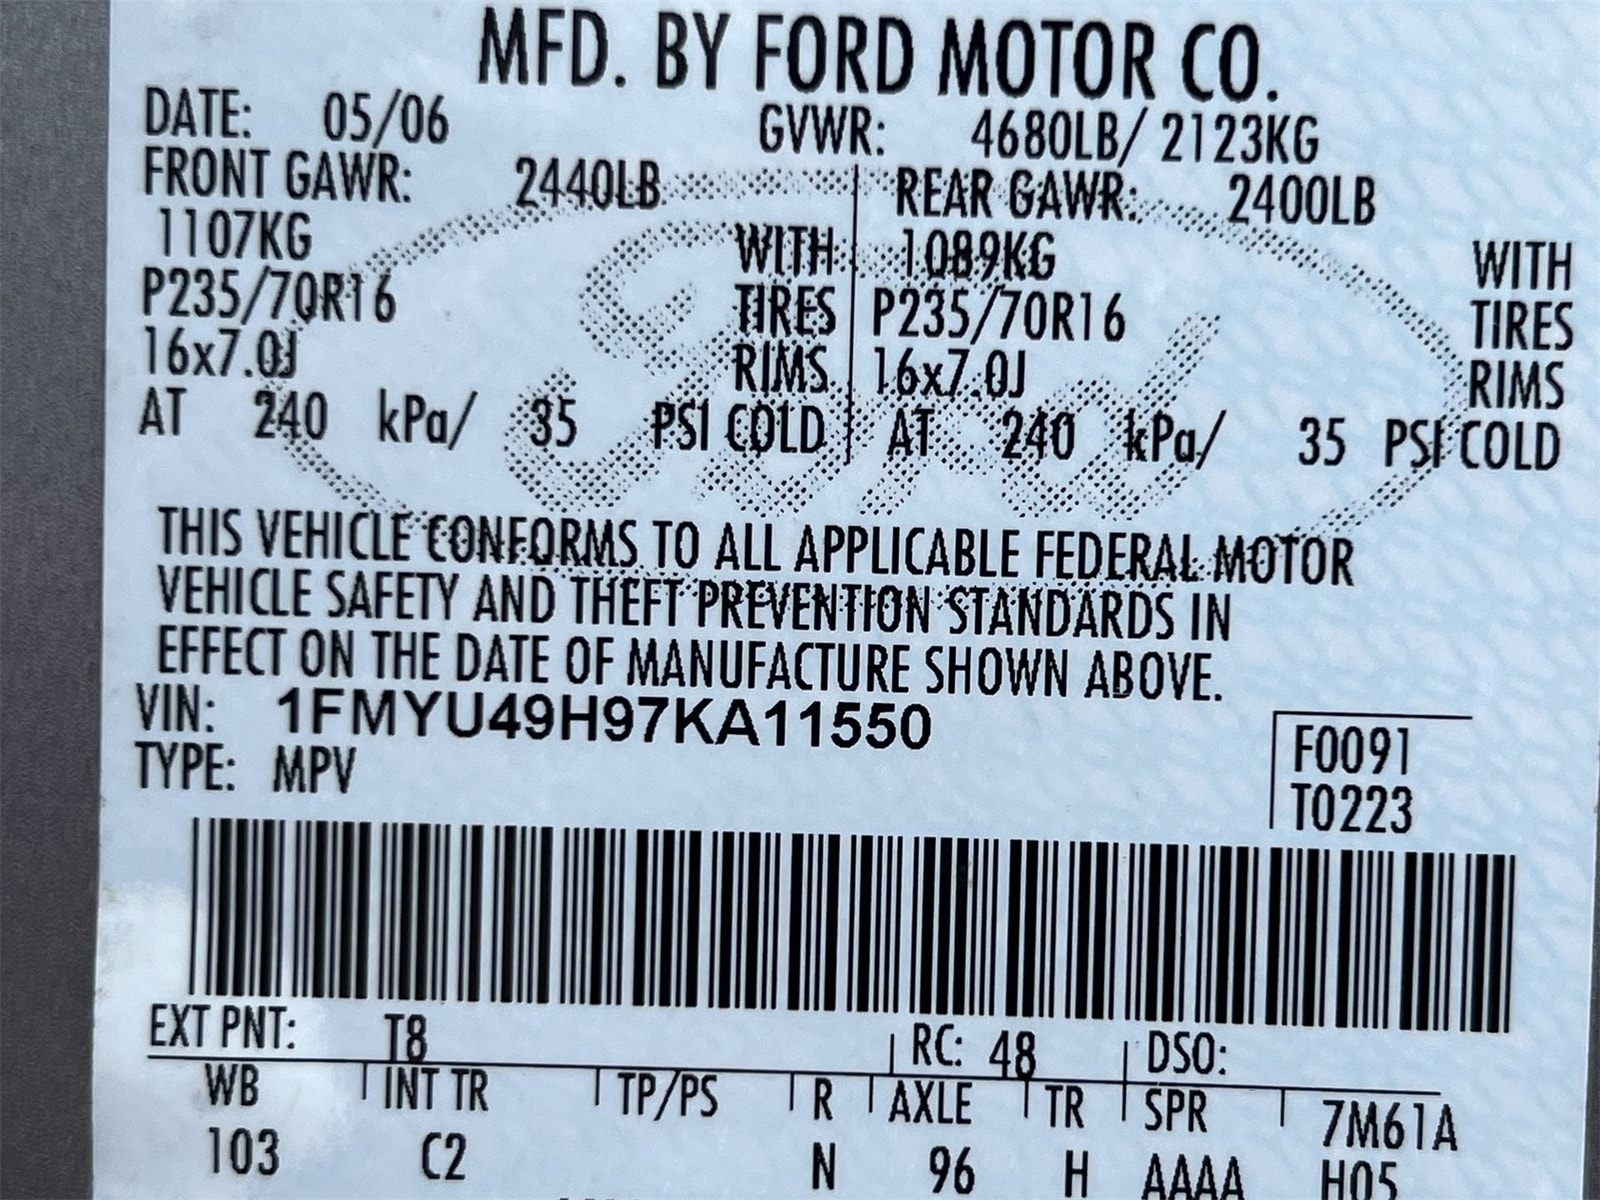 MFD. BY FORD MOTOR CO.
DATE: 05/06 GVWR: 4680LB/ 2123KG
FRONT GAWR: 2440LB REAR GAWR: 2400LB
1107KG WITH 1089KG WITH
P235/70R16 TIRES P235/70R16 TIRES
16x7.0J RIMS 16x7.0J RIMS
AT 240 kPa/ 35 PSI COLD AT 240 kPa/ 35 PSI COLD
THIS VEHICLE CONFORMS TO ALL APPLICABLE FEDERAL MOTOR
VEHICLE SAFETY AND THEFT PREVENTION STANDARDS IN
EFFECT ON THE DATE OF MANUFACTURE SHOWN ABOVE.
VIN: 1FMYU49H97KA11550
F0091
TYPE: MPV
T0223
EXT PNT: T8 RC: 48 DSO:
WB INT TR TP/PS R AXLE TR SPR 7M61A
103 C2 N 96 H AAAA H05